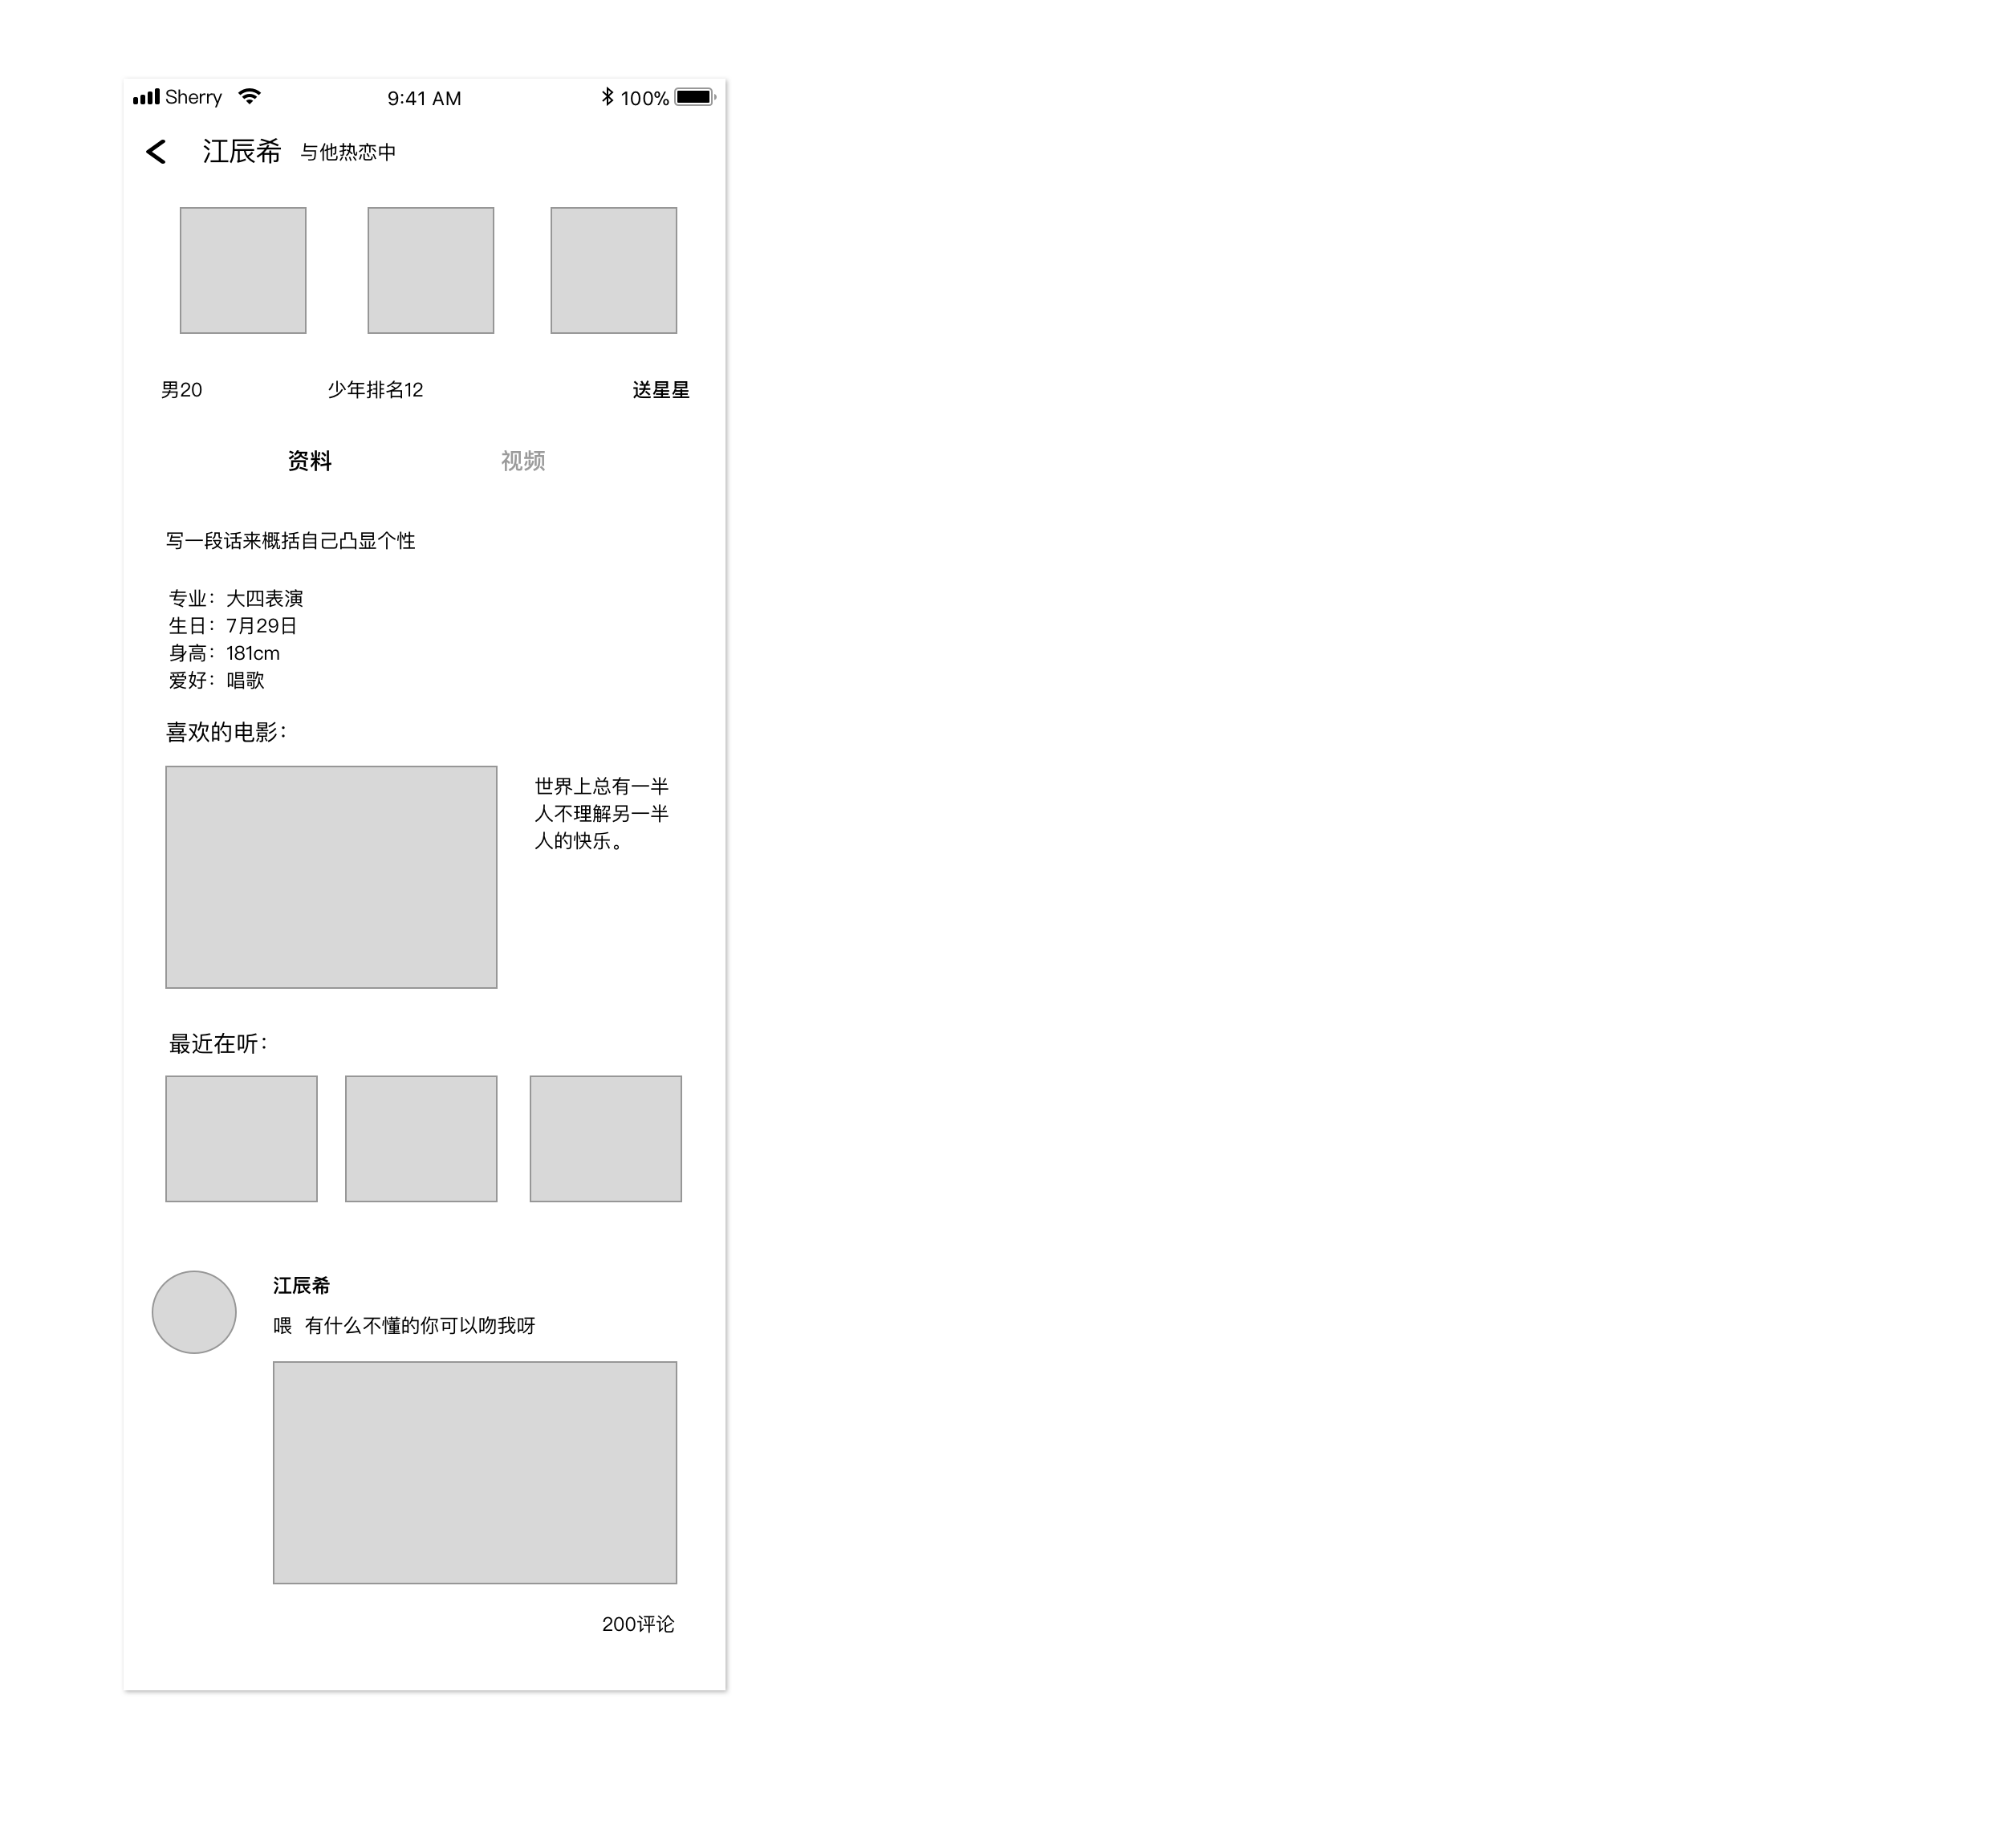 Sherry 9:41 AM 100%
江辰希 与他热恋中
男20 少年排名12 送星星
资料 视频
写一段话来概括自己凸显个性
专业：大四表演
生日：7月29日
身高：181cm
爱好：唱歌
喜欢的电影：
世界上总有一半
人不理解另一半
人的快乐。
最近在听：
江辰希
喂 有什么不懂的你可以吻我呀
200评论